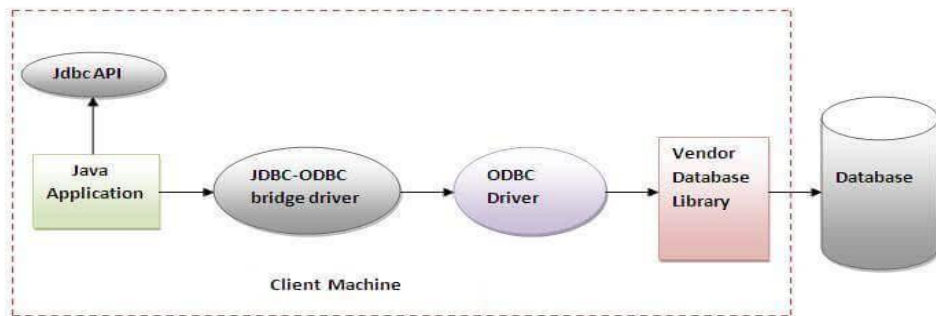 Jdbc API
Java
Application
JDBC-ODBC
bridge driver
ODBC
Driver
Vendor
Database
Library
Database
Client Machine